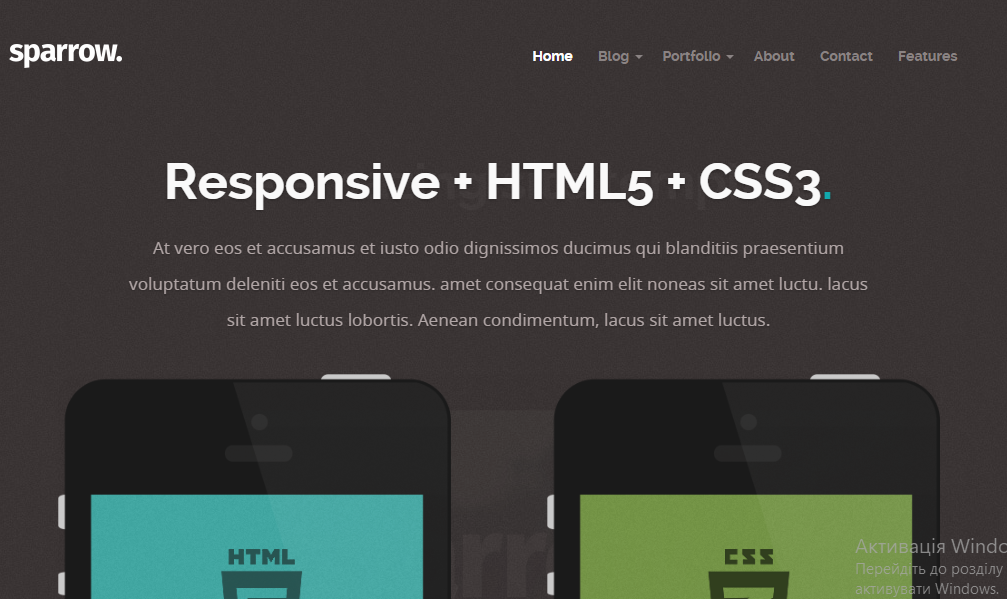 sparrow.
Home Blog Portfolio About Contact Features
Responsive + HTML5 + CSS3.
At vero eos et accusamus et iusto odio dignissimos ducimus qui blanditiis praesentium
voluptatum deleniti eos et accusamus. amet consequat enim elit noneas sit amet luctu. lacus
sit amet luctus lobortis. Aenean condimentum, lacus sit amet luctus.
HTML
CSS
Активація Windo
Перейдіть до розділу
активувати Windows.